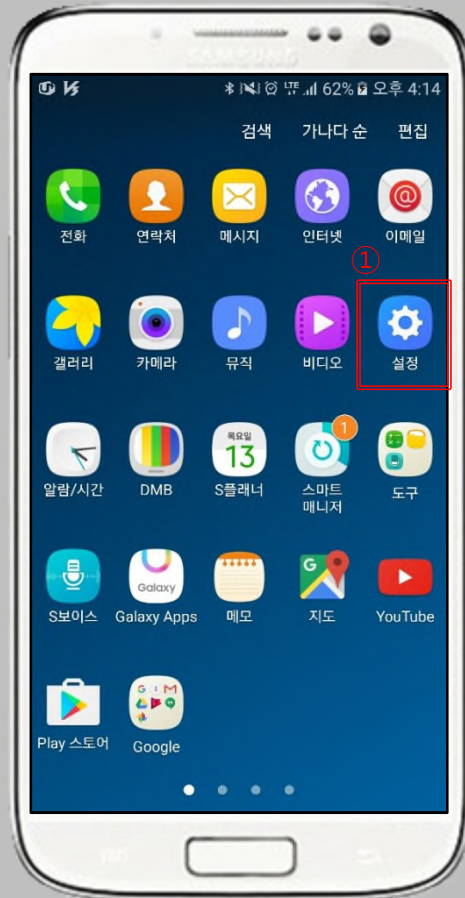 SAMSUNG
LTE 62% 오후 4:14
검색 가나다 순 편집
전화 연락처 메시지 인터넷 이메일
①
갤러리 카메라 뮤직 비디오 설정
목요일
13
1
알람/시간 DMB S플래너 스마트 매니저 도구
Galaxy
G
S보이스 Galaxy Apps 메모 지도 YouTube
G M
Play 스토어 Google